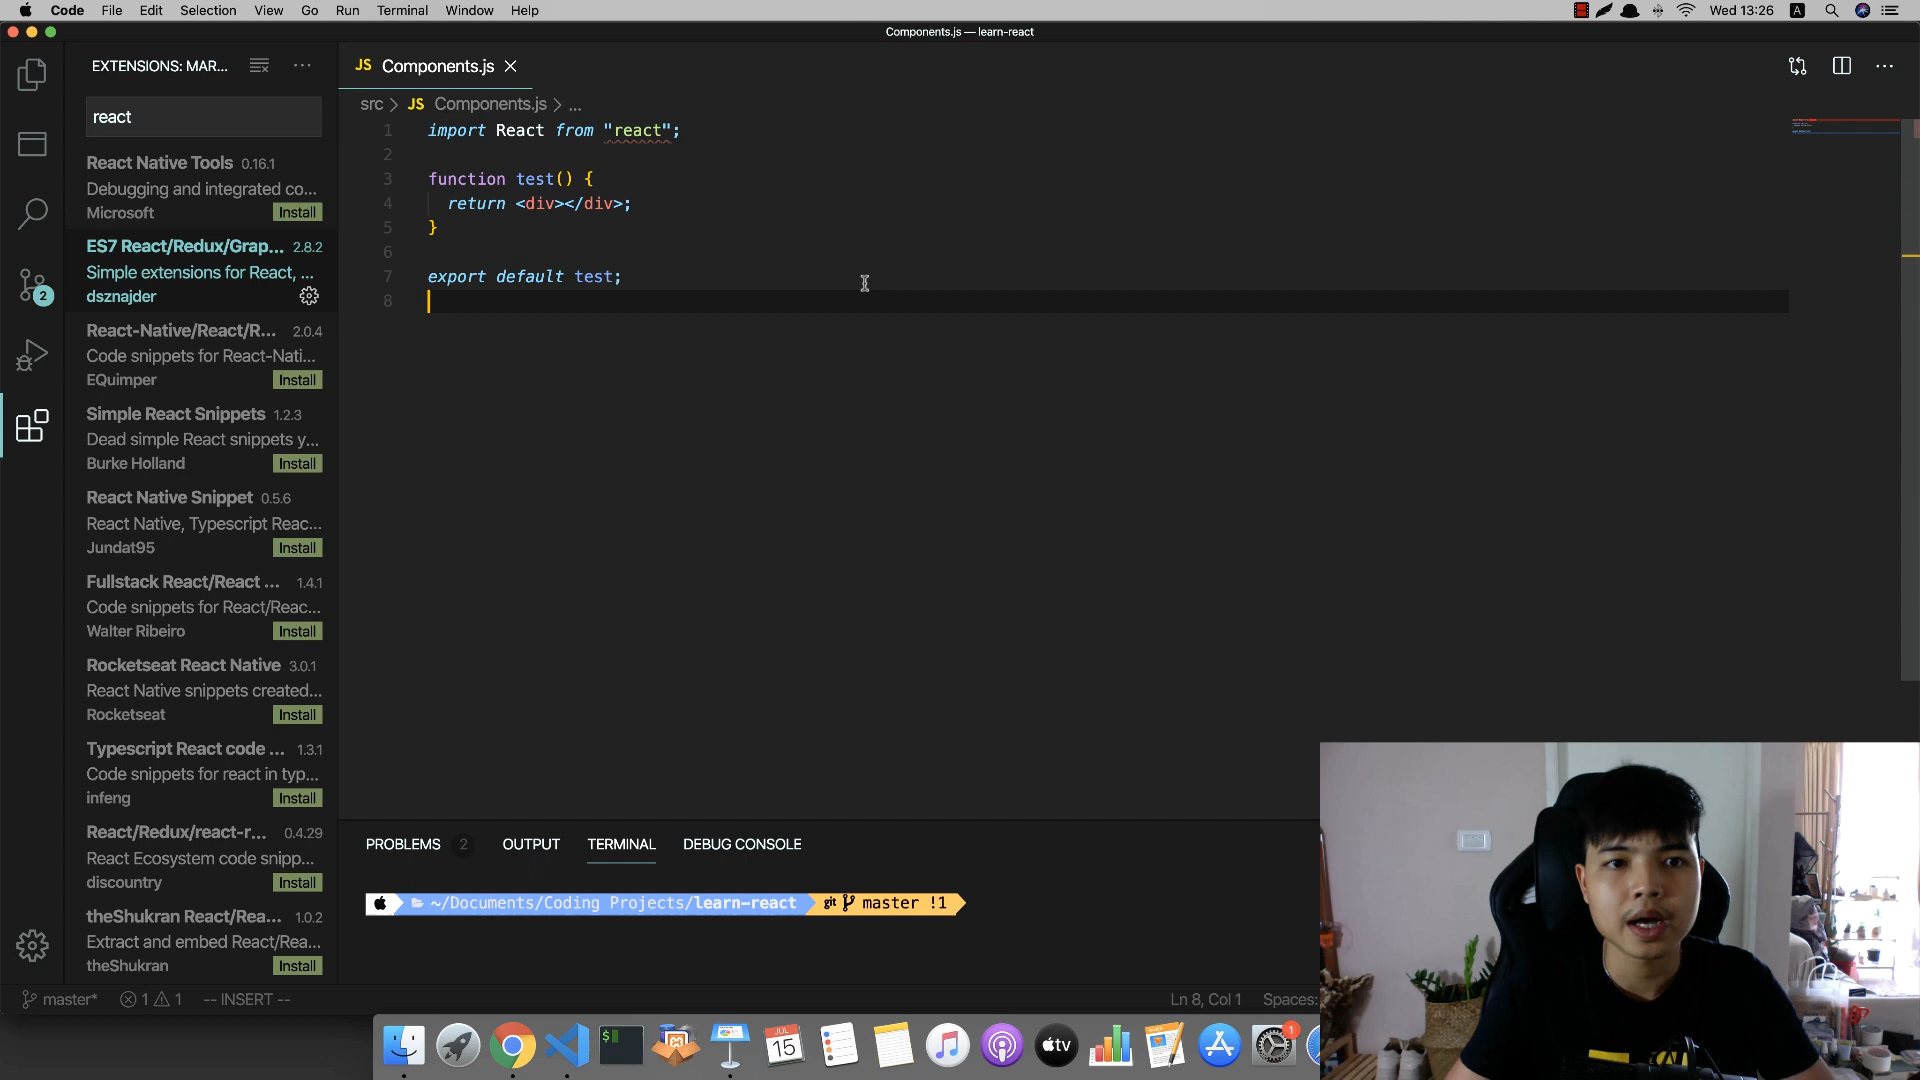 Code File Edit Selection View Go Run Terminal Window Help
Wed 13:26 A
Components.js — learn-react
EXTENSIONS: MAR...
react
React Native Tools 0.16.1
Debugging and integrated co...
Microsoft Install
ES7 React/Redux/Grap... 2.8.2
Simple extensions for React, ...
dsznajder
React-Native/React/R... 2.0.4
Code snippets for React-Nati...
EQuimper Install
Simple React Snippets 1.2.3
Dead simple React snippets y...
Burke Holland Install
React Native Snippet 0.5.6
React Native, Typescript Reac...
Jundat95 Install
Fullstack React/React ... 1.4.1
Code snippets for React/Reac...
Walter Ribeiro Install
Rocketseat React Native 3.0.1
React Native snippets created...
Rocketseat Install
Typescript React code ... 1.3.1
Code snippets for react in typ...
infeng Install
React/Redux/react-r... 0.4.29
React Ecosystem code snipp...
discountry Install
theShukran React/Rea... 1.0.2
Extract and embed React/Rea...
theShukran Install
2
JS Components.js
src > JS Components.js > ...
1 import React from "react";
2
3 function test() {
4 return <div></div>;
5 }
6
7 export default test;
8
PROBLEMS 2 OUTPUT TERMINAL DEBUG CONSOLE
~/Documents/Coding Projects/learn-react git master !1
master* 1 1 -- INSERT -- Ln 8, Col 1 Spaces:
$
JUL
15
tv
1